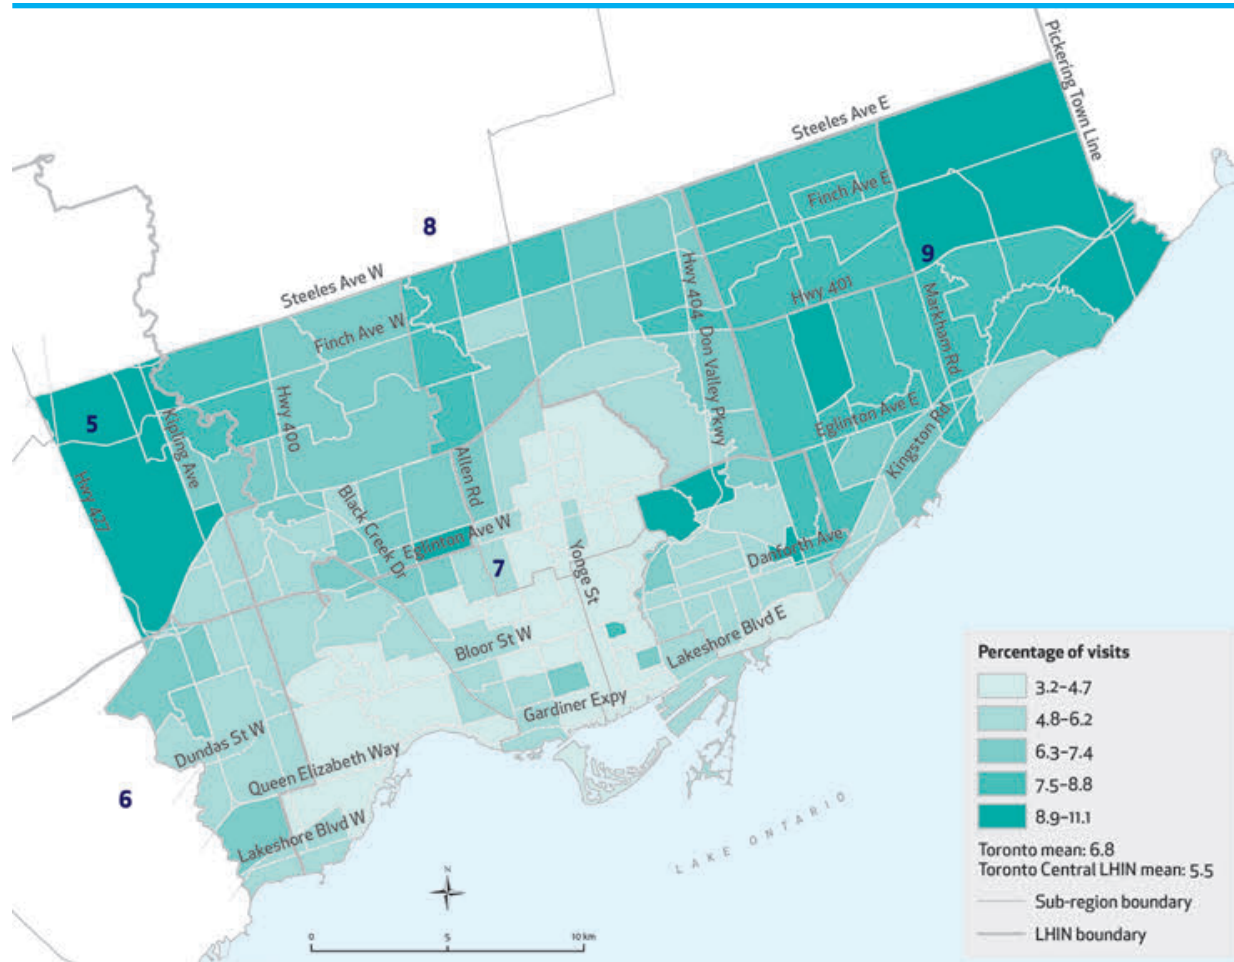 Pickering Town Line
Steeles Ave E
Finch Ave E
8
9
Steeles Ave W
Hwy 404
Hwy 401
Finch Ave W
Don Valley Pkwy
Markham Rd
5
Kipling Ave
Hwy 400
Eglinton Ave E
Kingston Rd
Hwy 427
Allen Rd
Black Creek Dr
Eglinton Ave W
7
Yonge St
Danforth Ave
Bloor St W
Lakeshore Blvd E
Gardiner Expy
Dundas St W
Queen Elizabeth Way
6
Lakeshore Blvd W
LAKE ONTARIO
N
0 5 10 km
Percentage of visits
3.2–4.7
4.8–6.2
6.3–7.4
7.5–8.8
8.9–11.1
Toronto mean: 6.8
Toronto Central LHIN mean: 5.5
Sub-region boundary
LHIN boundary